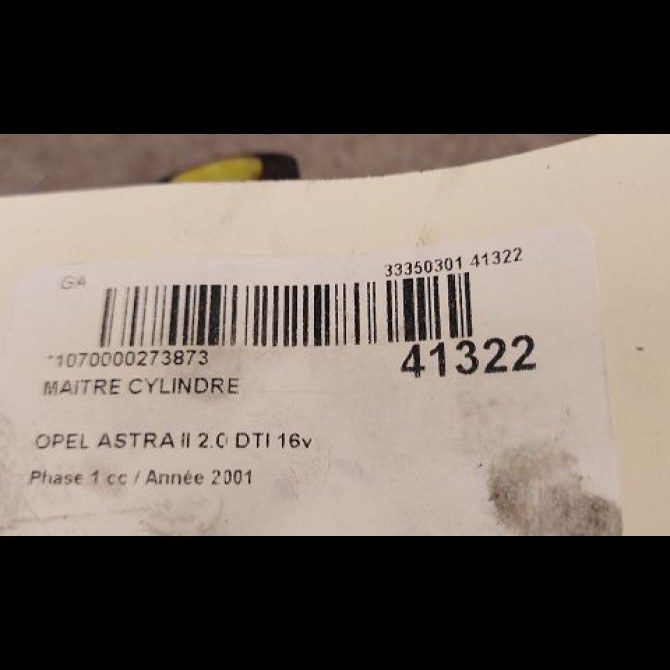 GA 33350301 41322
*1070000273873 41322
MAITRE CYLINDRE
OPEL ASTRA II 2.0 DTI 16v
Phase 1 cc / Année 2001